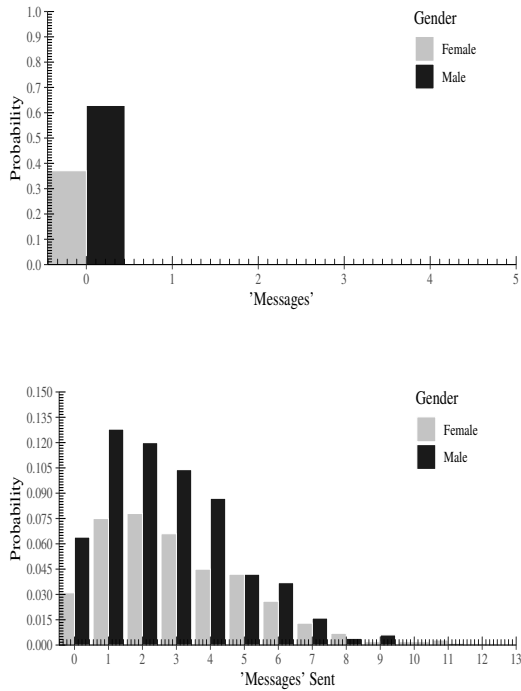 Gender
Female
Male
Probability
1.0
0.9
0.8
0.7
0.6
0.5
0.4
0.3
0.2
0.1
0.0
0 1 2 3 4 5
'Messages'
Gender
Female
Male
Probability
0.150
0.135
0.120
0.105
0.090
0.075
0.060
0.045
0.030
0.015
0.000
0 1 2 3 4 5 6 7 8 9 10 11 12 13
'Messages' Sent